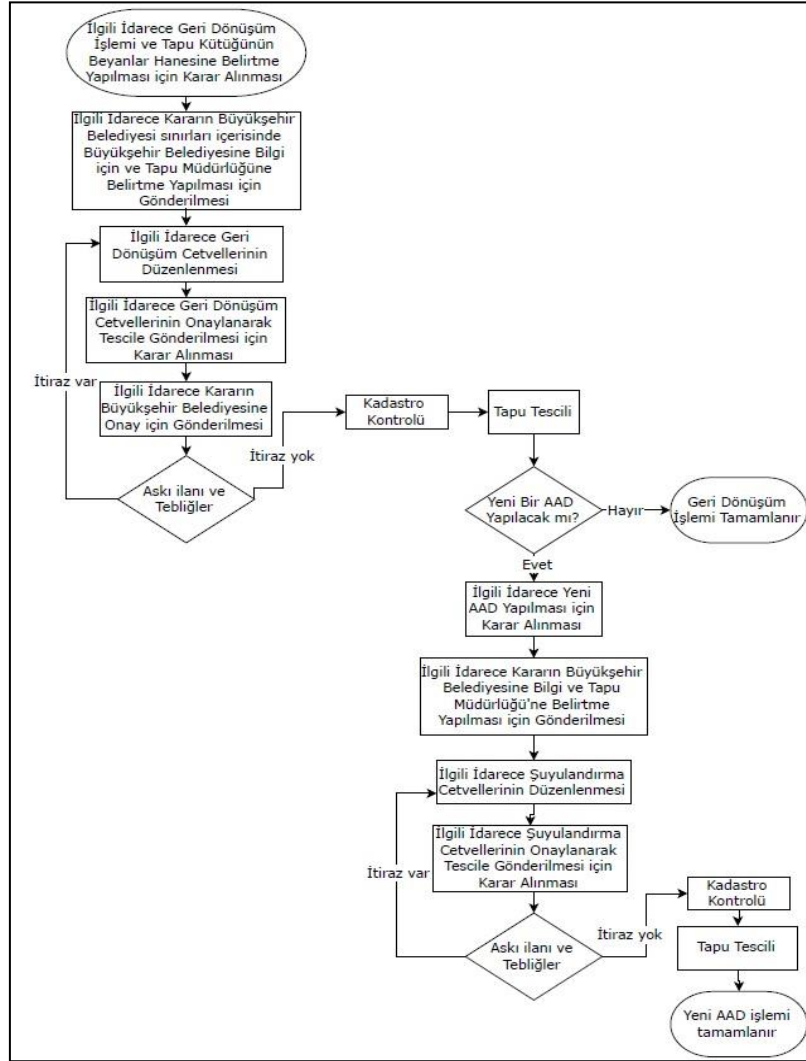 İlgili İdarece Geri Dönüşüm
İşlemi ve Tapu Kütüğünün
Beyanlar Hanesine Belirtme
Yapılması için Karar Alınması
İlgili İdarece Kararın Büyükşehir
Belediyesi sınırları içerisinde
Büyükşehir Belediyesine Bilgi
için ve Tapu Müdürlüğüne
Belirtme Yapılması için
Gönderilmesi
İlgili İdarece Geri
Dönüşüm Cetvellerinin
Düzenlenmesi
İlgili İdarece Geri Dönüşüm
Cetvellerinin Onaylanarak
Tescile Gönderilmesi için
Karar Alınması
İtiraz var
İlgili İdarece Kararın
Büyükşehir Belediyesine
Onay için Gönderilmesi
Askı ilanı ve
Tebliğler
İtiraz yok
Kadastro
Kontrolü
Tapu Tescili
Yeni Bir AAD
Yapılacak mı?
Hayır
Geri Dönüşüm
İşlemi Tamamlanır
Evet
İlgili İdarece Yeni
AAD Yapılması için
Karar Alınması
İlgili İdarece Kararın Büyükşehir
Belediyesine Bilgi ve Tapu
Müdürlüğü'ne Belirtme
Yapılması için Gönderilmesi
İlgili İdarece Şuyulandırma
Cetvellerinin Düzenlenmesi
İlgili İdarece Şuyulandırma
Cetvellerinin Onaylanarak
Tescile Gönderilmesi için
Karar Alınması
İtiraz var
Askı ilanı ve
Tebliğler
İtiraz yok
Kadastro
Kontrolü
Tapu Tescili
Yeni AAD işlemi
tamamlanır